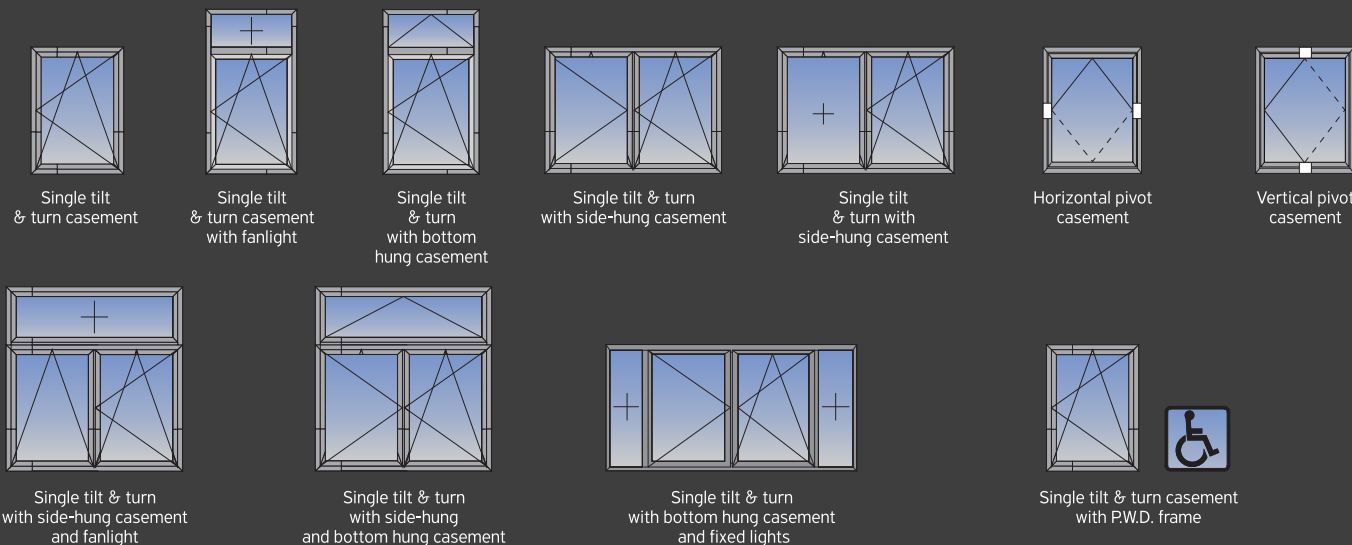 Single tilt
& turn casement
Single tilt
& turn casement
with fanlight
Single tilt
& turn
with bottom
hung casement
Single tilt & turn
with side-hung casement
Single tilt
& turn with
side-hung casement
Horizontal pivot
casement
Vertical pivot
casement
Single tilt & turn
with side-hung casement
and fanlight
Single tilt & turn
with side-hung
and bottom hung casement
Single tilt & turn
with bottom hung casement
and fixed lights
Single tilt & turn casement
with P.W.D. frame